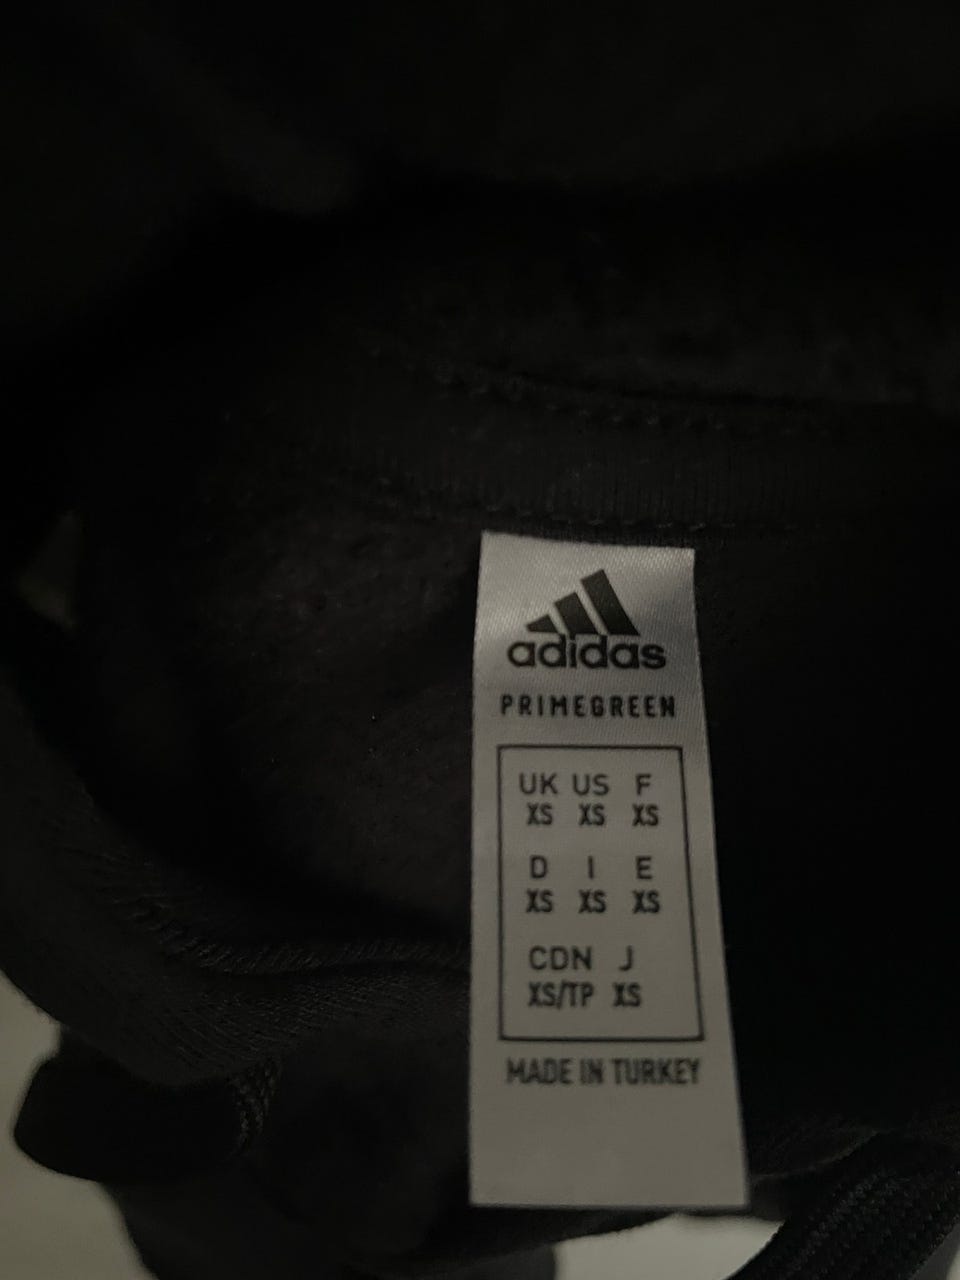 adidas
PRIMEGREEN
UK US F
XS XS XS
D I E
XS XS XS
CDN J
XS/TP XS
MADE IN TURKEY